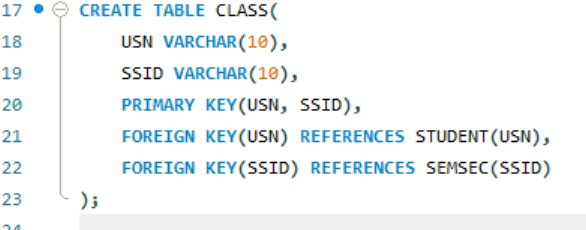 17 CREATE TABLE CLASS(
18 USN VARCHAR(10),
19 SSID VARCHAR(10),
20 PRIMARY KEY(USN, SSID),
21 FOREIGN KEY(USN) REFERENCES STUDENT(USN),
22 FOREIGN KEY(SSID) REFERENCES SEMSEC(SSID)
23 );
24